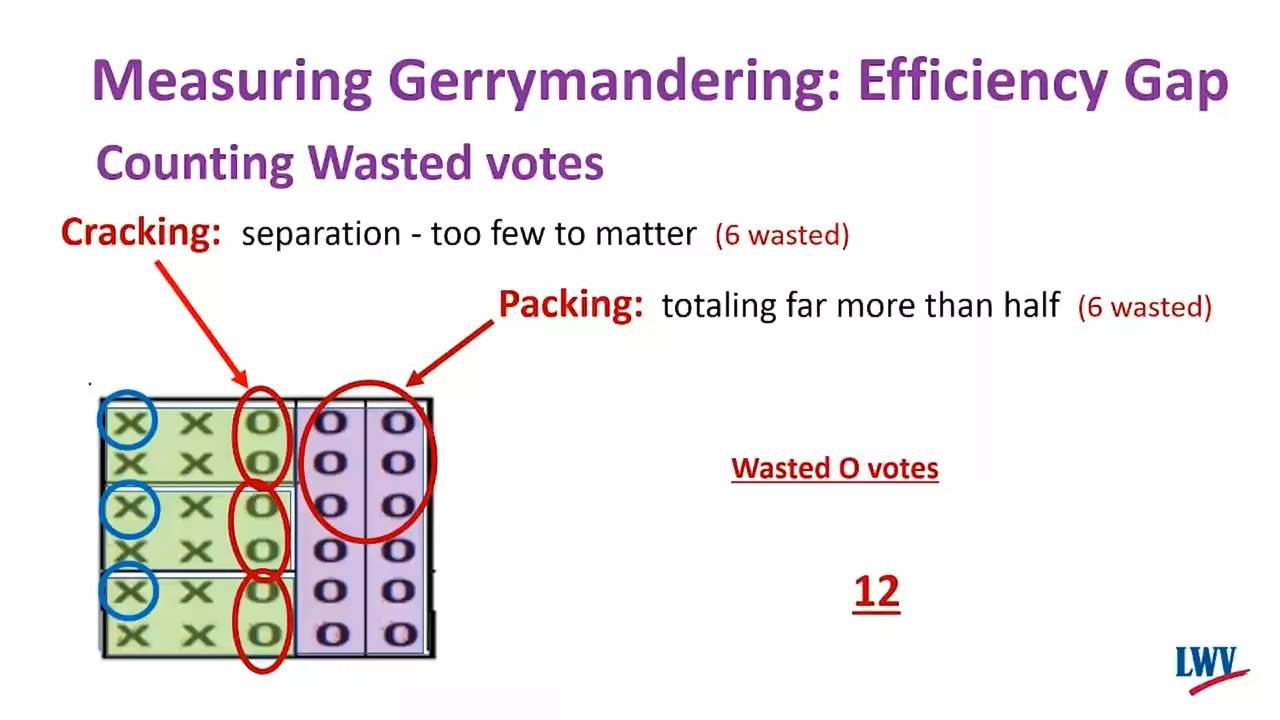 Measuring Gerrymandering: Efficiency Gap
Counting Wasted votes
Cracking: separation - too few to matter (6 wasted)
Packing: totaling far more than half (6 wasted)
X X O O O
X X O O O
X X O O O
X X O O O
X X O O O
X X O O O
Wasted O votes
12
LWV